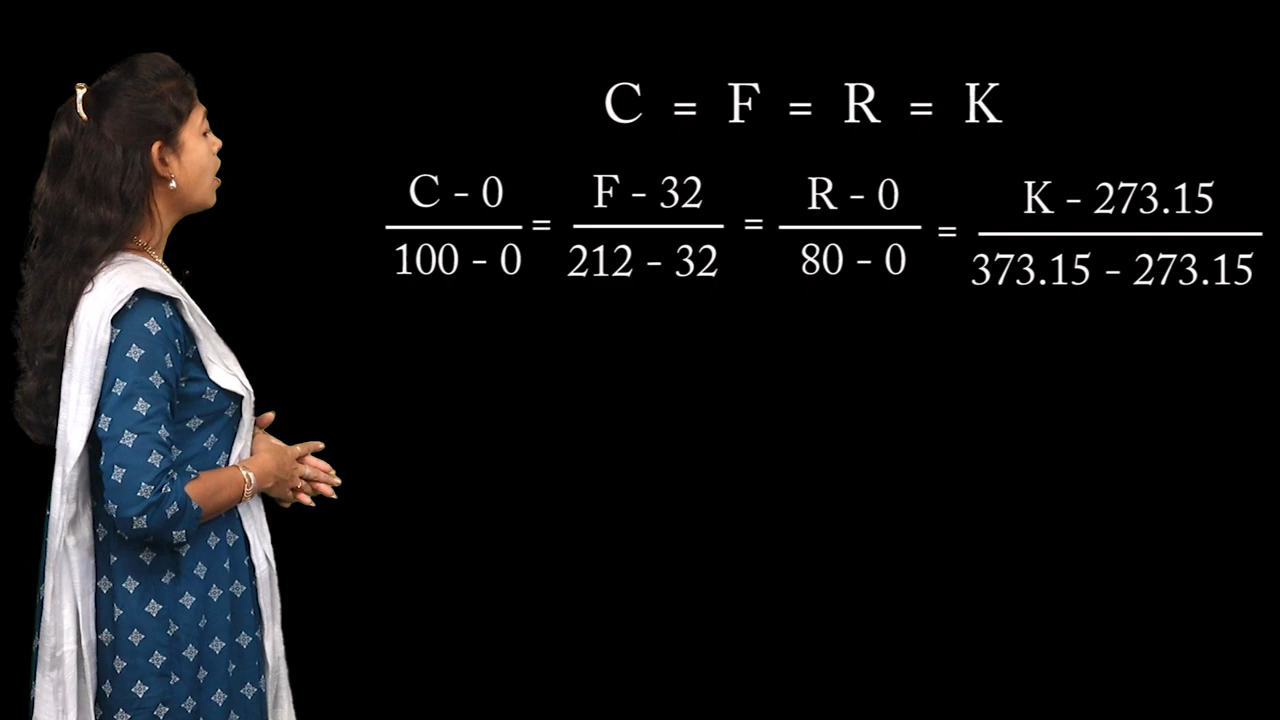 C = F = R = K
C - 0 = F - 32 = R - 0 = K - 273.15
100 - 0 212 - 32 80 - 0 373.15 - 273.15